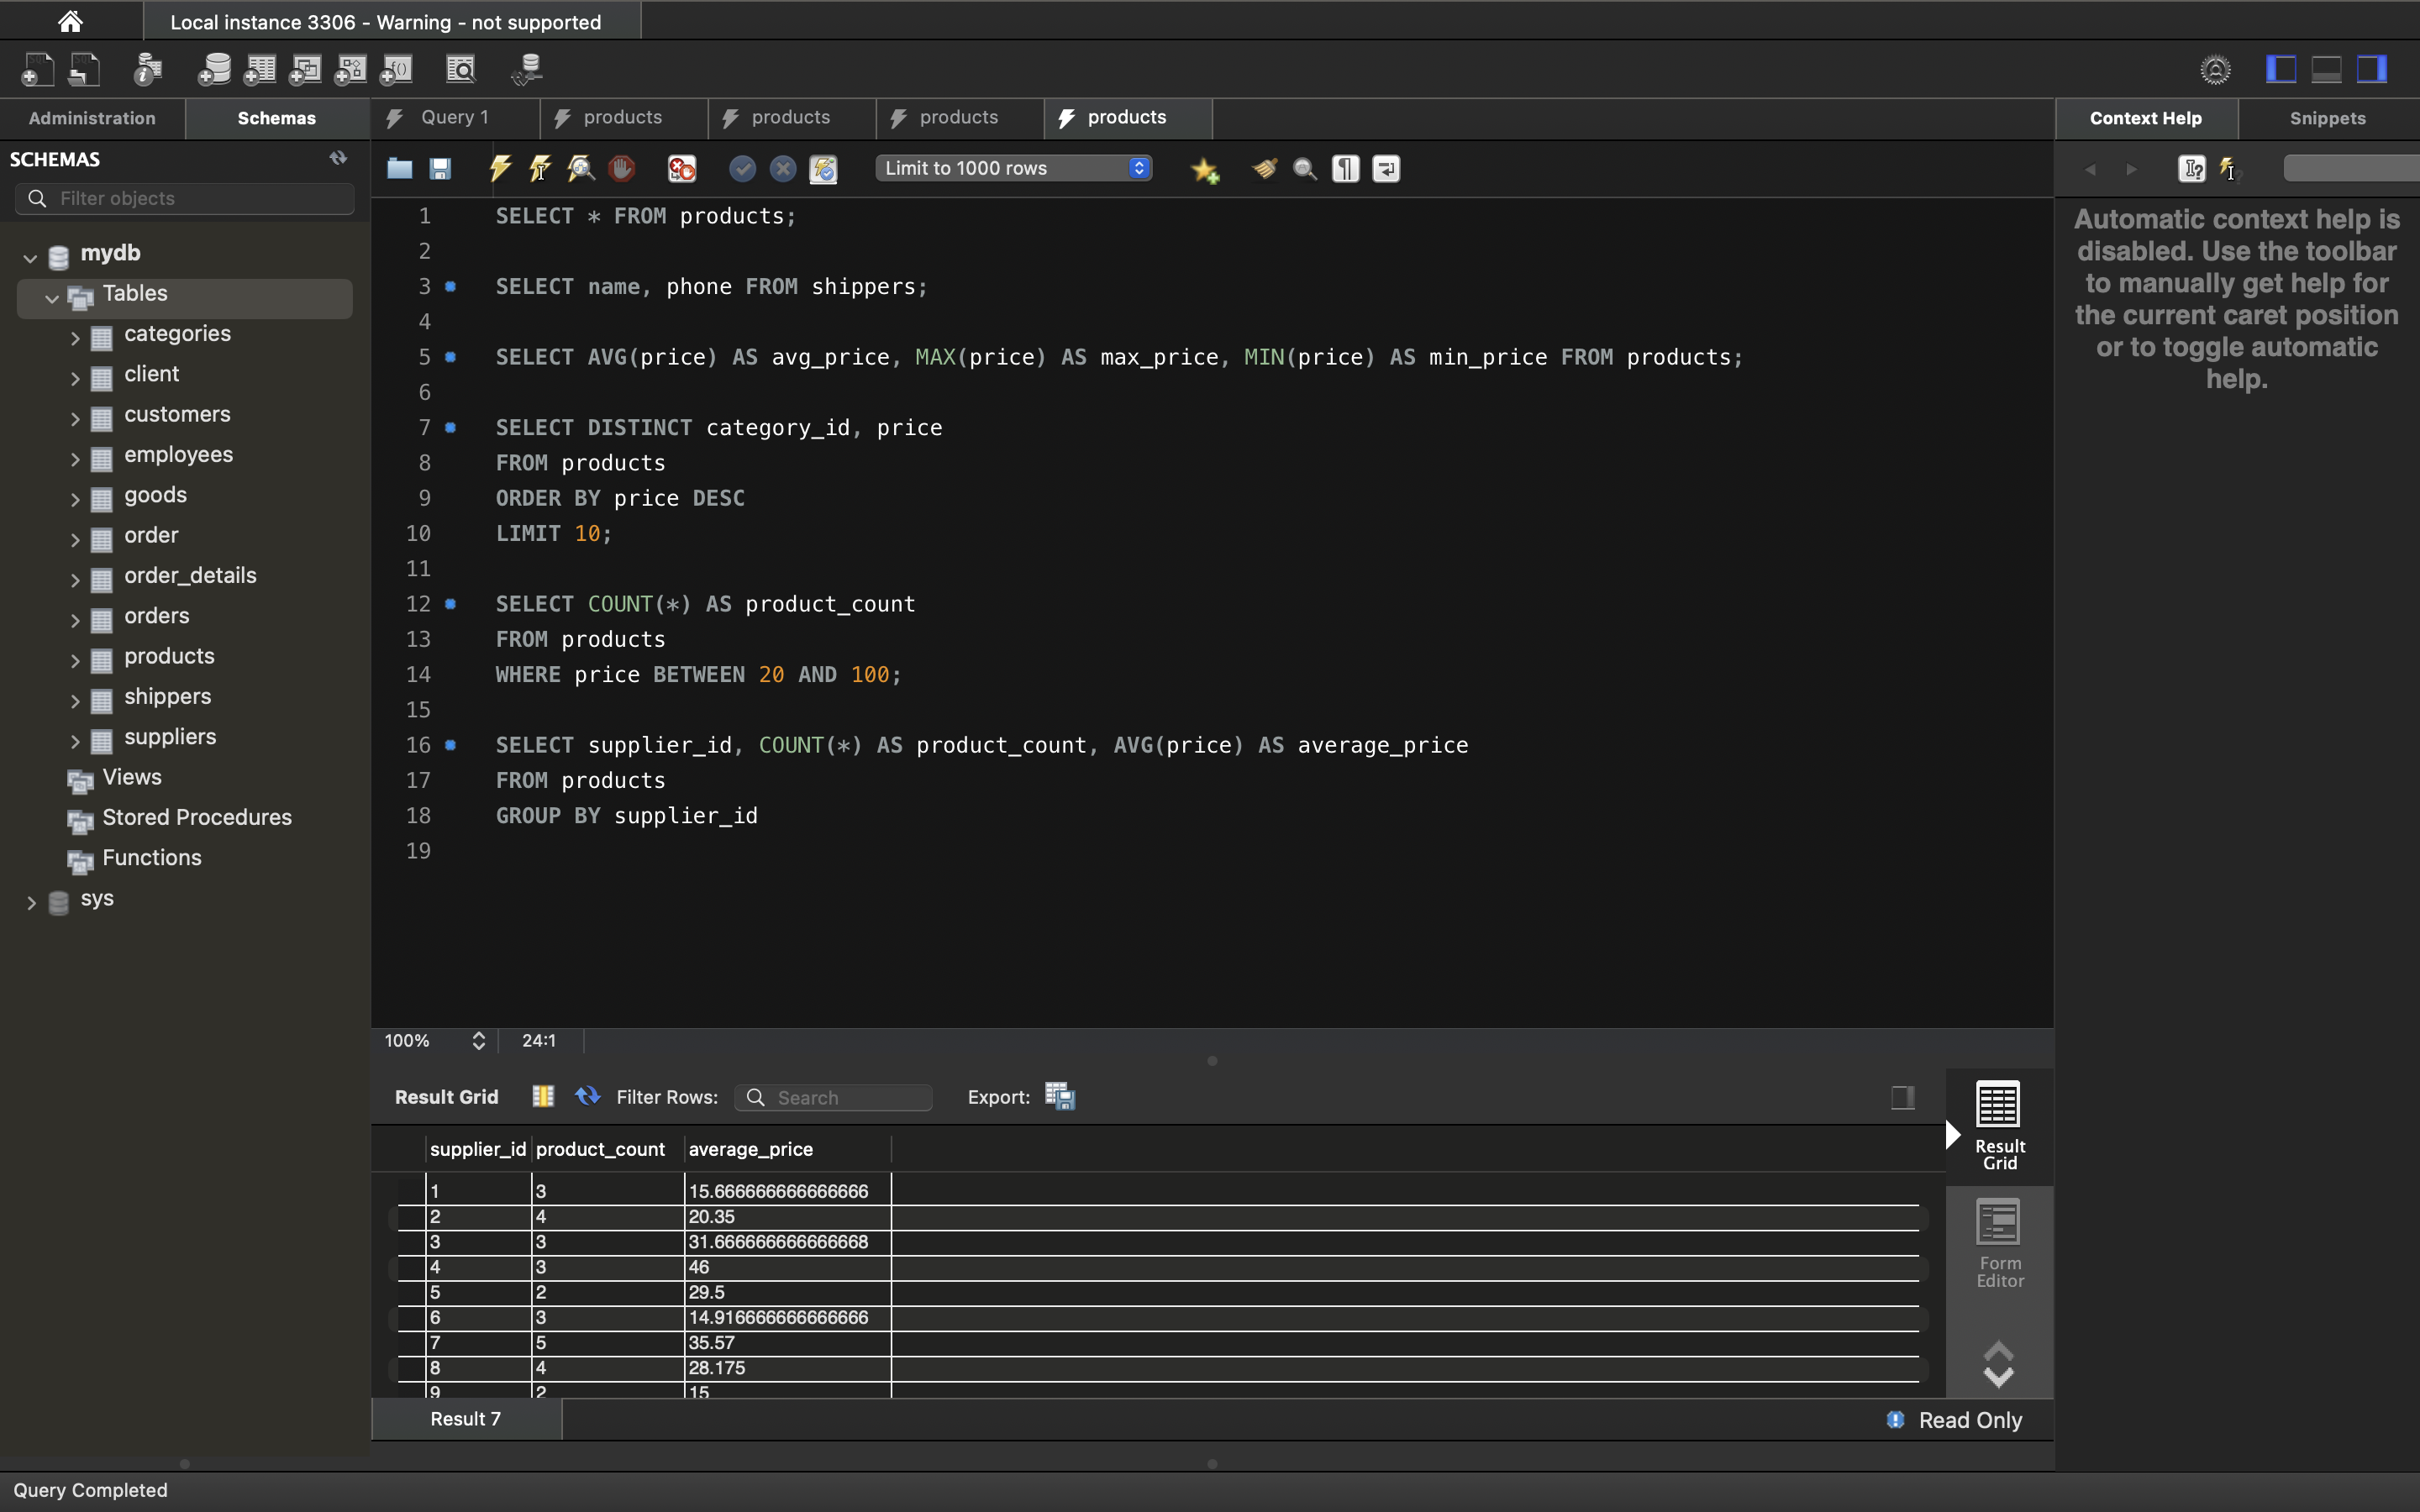 Local instance 3306 - Warning - not supported
Administration
Schemas
Query 1
products
products
products
products
Context Help
Snippets
SCHEMAS
Filter objects
Limit to 1000 rows
mydb
Tables
categories
client
customers
employees
goods
order
order_details
orders
products
shippers
suppliers
Views
Stored Procedures
Functions
sys
1 SELECT * FROM products;
2
3 SELECT name, phone FROM shippers;
4
5 SELECT AVG(price) AS avg_price, MAX(price) AS max_price, MIN(price) AS min_price FROM products;
6
7 SELECT DISTINCT category_id, price
8 FROM products
9 ORDER BY price DESC
10 LIMIT 10;
11
12 SELECT COUNT(*) AS product_count
13 FROM products
14 WHERE price BETWEEN 20 AND 100;
15
16 SELECT supplier_id, COUNT(*) AS product_count, AVG(price) AS average_price
17 FROM products
18 GROUP BY supplier_id
19
Automatic context help is
disabled. Use the toolbar
to manually get help for
the current caret position
or to toggle automatic
help.
100% 24:1
Result Grid Filter Rows: Search Export:
supplier_id product_count average_price
1 3 15.666666666666666
2 4 20.35
3 3 31.666666666666668
4 3 46
5 2 29.5
6 3 14.916666666666666
7 5 35.57
8 4 28.175
9 2 15
Result
Grid
Form
Editor
Result 7
Read Only
Query Completed